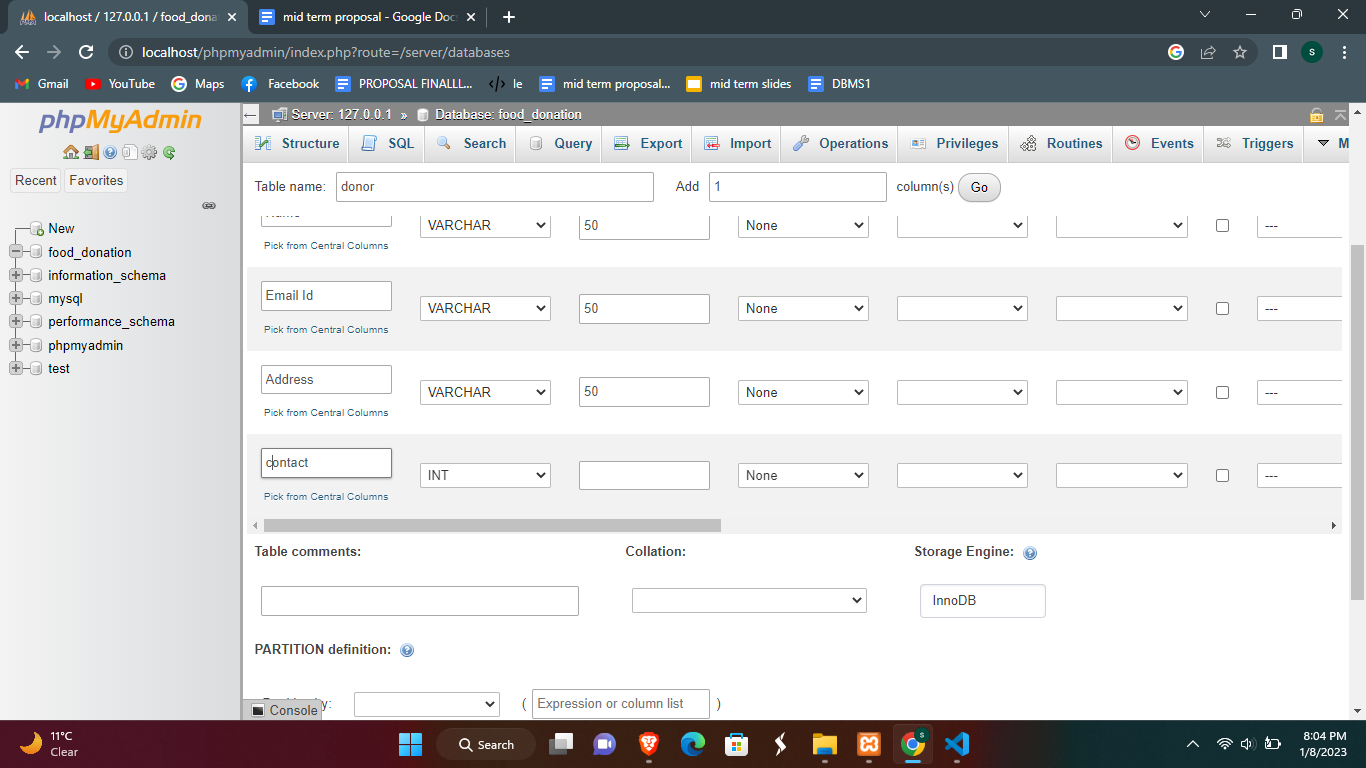 localhost / 127.0.0.1 / food_dona
mid term proposal - Google Doc
localhost/phpmyadmin/index.php?route=/server/databases
S
Gmail
YouTube
Maps
Facebook
PROPOSAL FINALLL...
le
mid term proposal...
mid term slides
DBMS1
phpMyAdmin
Recent
Favorites
New
food_donation
information_schema
mysql
performance_schema
phpmyadmin
test
Server: 127.0.0.1 » Database: food_donation
Structure
SQL
Search
Query
Export
Import
Operations
Privileges
Routines
Events
Triggers
M
Table name:
donor
Add
1
column(s)
Go
VARCHAR
50
None
---
Pick from Central Columns
Email Id
VARCHAR
50
None
---
Pick from Central Columns
Address
VARCHAR
50
None
---
Pick from Central Columns
contact
INT
None
---
Pick from Central Columns
Table comments:
Collation:
Storage Engine:
InnoDB
PARTITION definition:
y:
(
Expression or column list
)
Console
11°C
Clear
Search
8:04 PM
1/8/2023